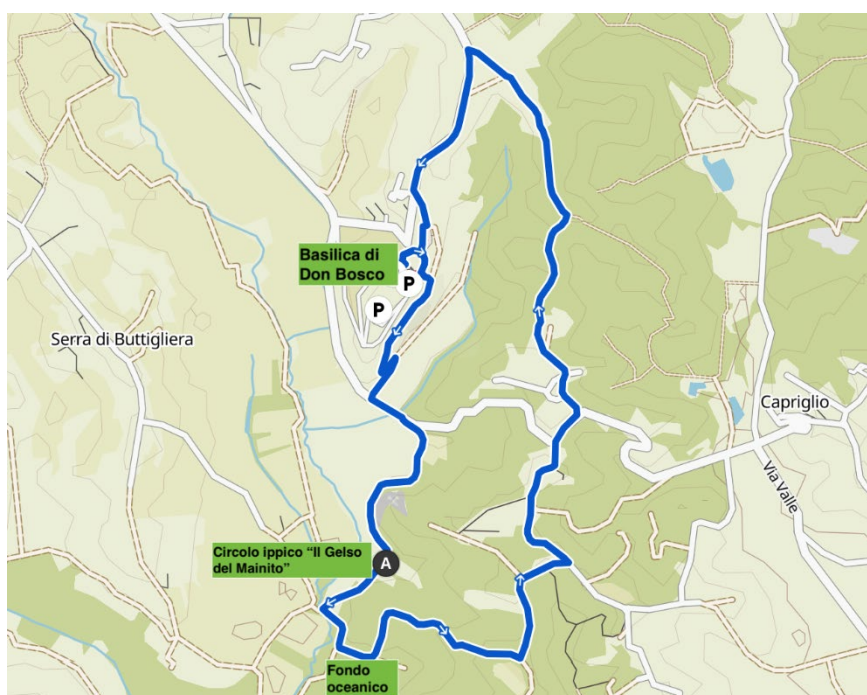 Basilica di
Don Bosco
P
P
Serra di Buttigliera
Capriglio
Via Valle
Circolo ippico “Il Gelso
del Mainito”
A
Fondo
oceanico